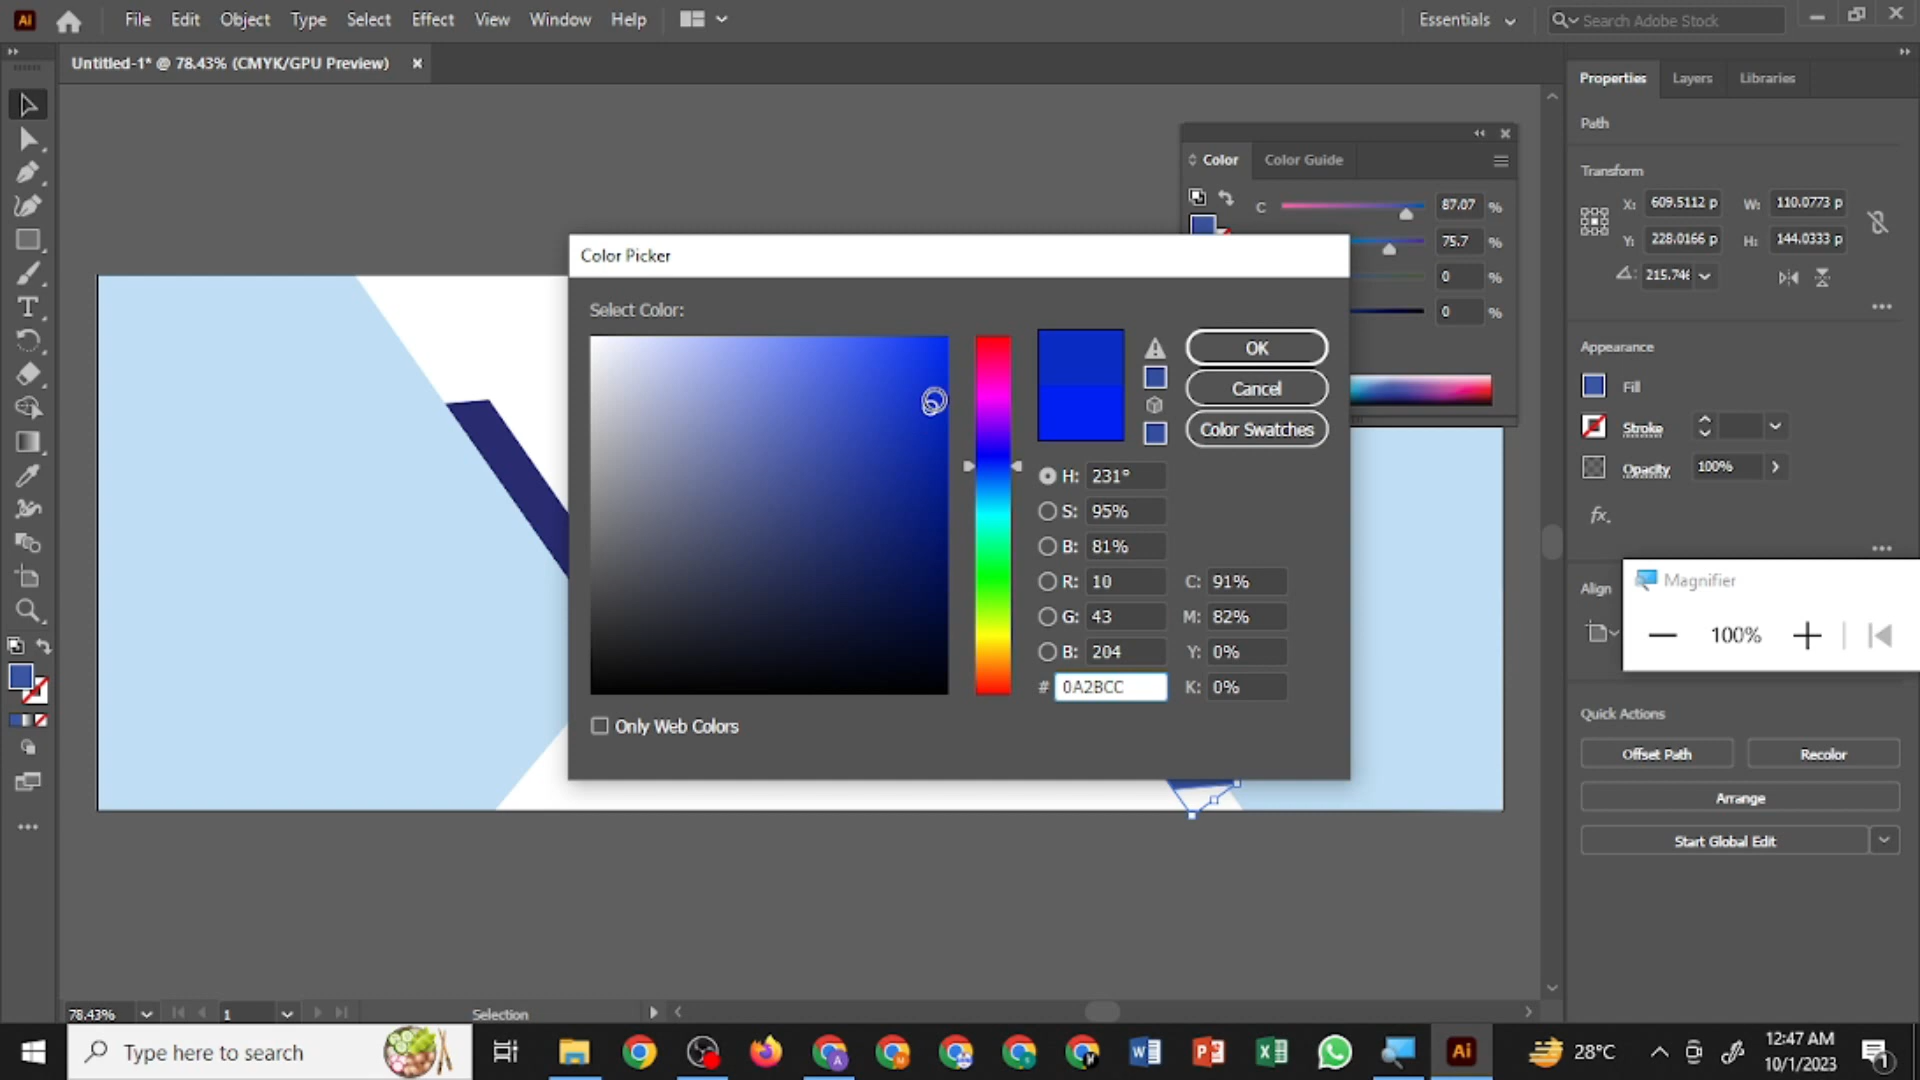 Ai File Edit Object Type Select Effect View Window Help Essentials Search Adobe Stock
Untitled-1* @ 78.43% (CMYK/GPU Preview) ×
Properties Layers Libraries
Path
Transform
X: 609.5112 p W: 110.0773 p
Y: 228.0166 p H: 144.0333 p
215.746
Appearance
Fill
Stroke
Opacity 100%
fx.
Align
Magnifier
100%
Quick Actions
Offset Path Recolor
Arrange
Start Global Edit
Color Color Guide
C 87.07 %
75.7 %
0 %
0 %
Color Picker
Select Color:
OK
Cancel
Color Swatches
H: 231°
S: 95%
B: 81%
R: 10 C: 91%
G: 43 M: 82%
B: 204 Y: 0%
# 0A2BCC K: 0%
Only Web Colors
78.43% 1 Selection
Type here to search
Ai
28°C
12:47 AM
10/1/2023
1